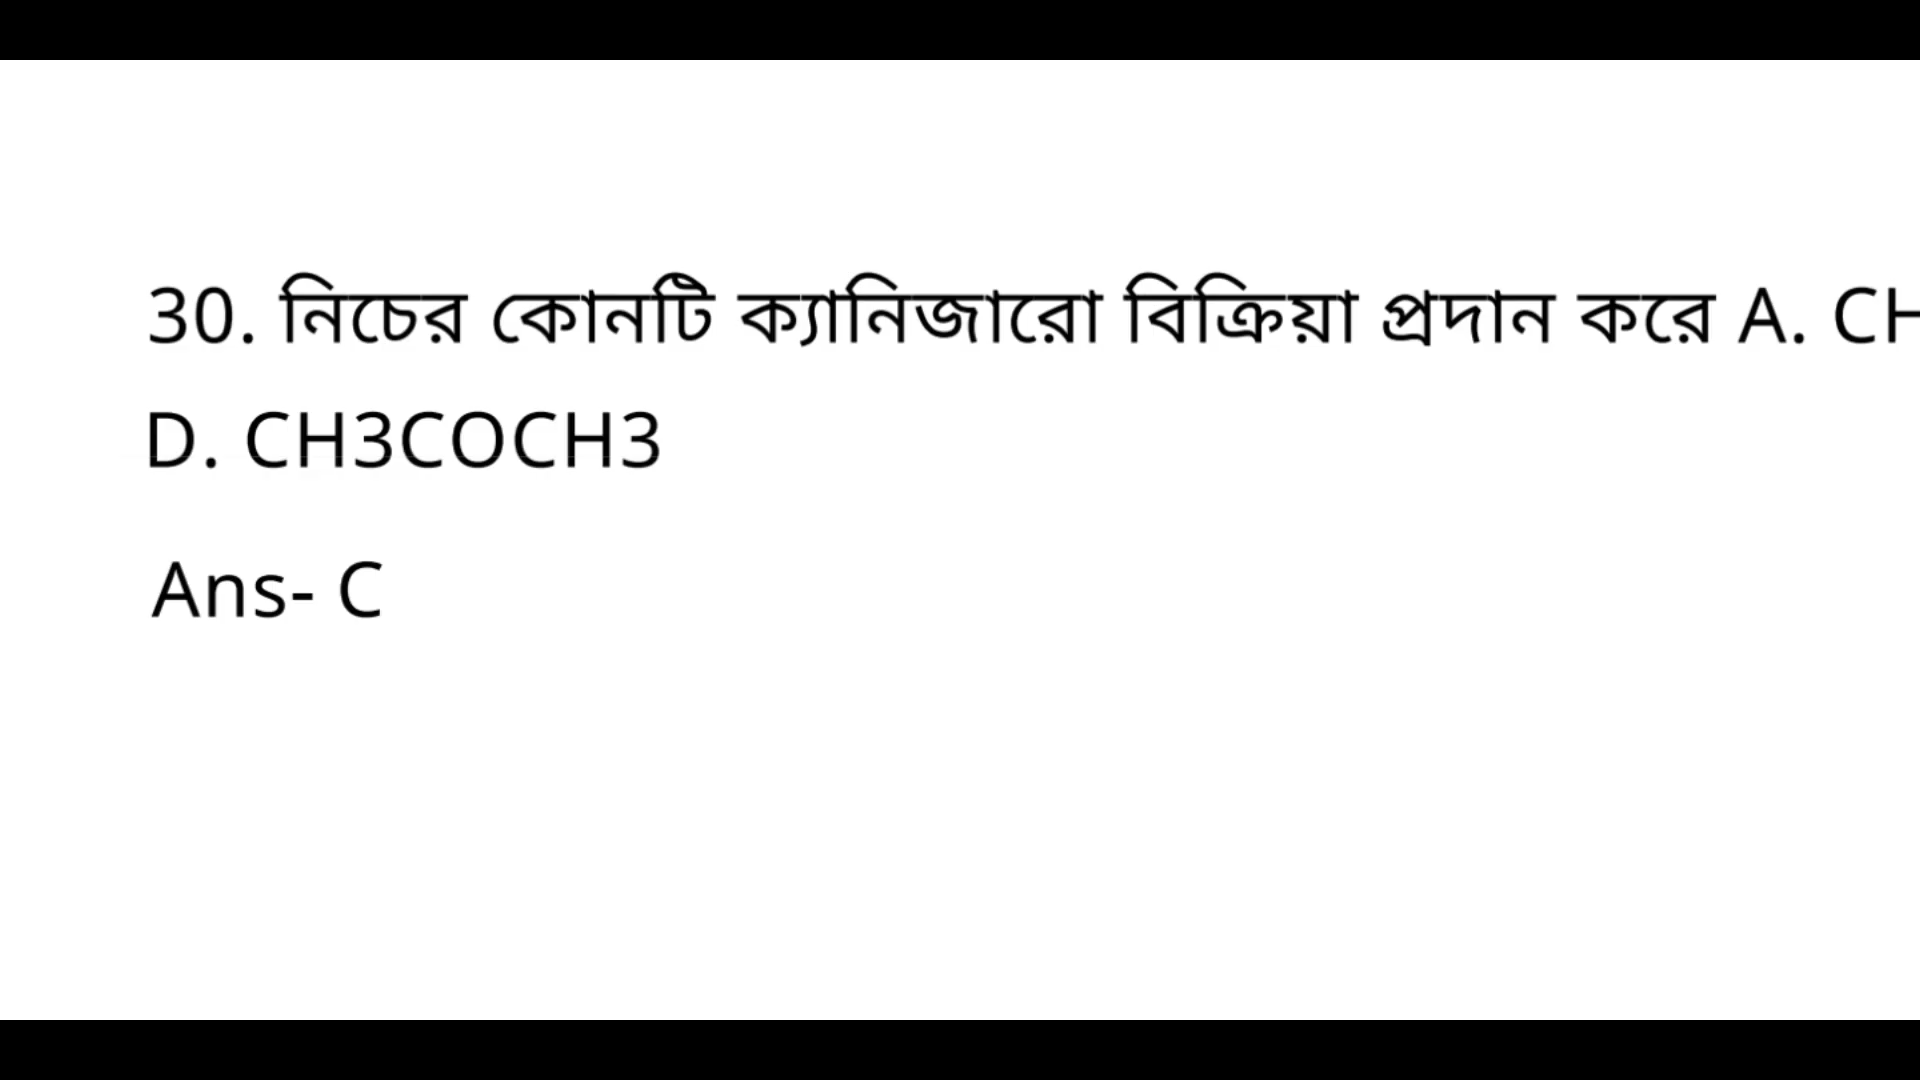 30. নিচের কোনটি ক্যানিজারো বিক্রিয়া প্রদান করে A. CH
D. CH3COCH3
Ans- C